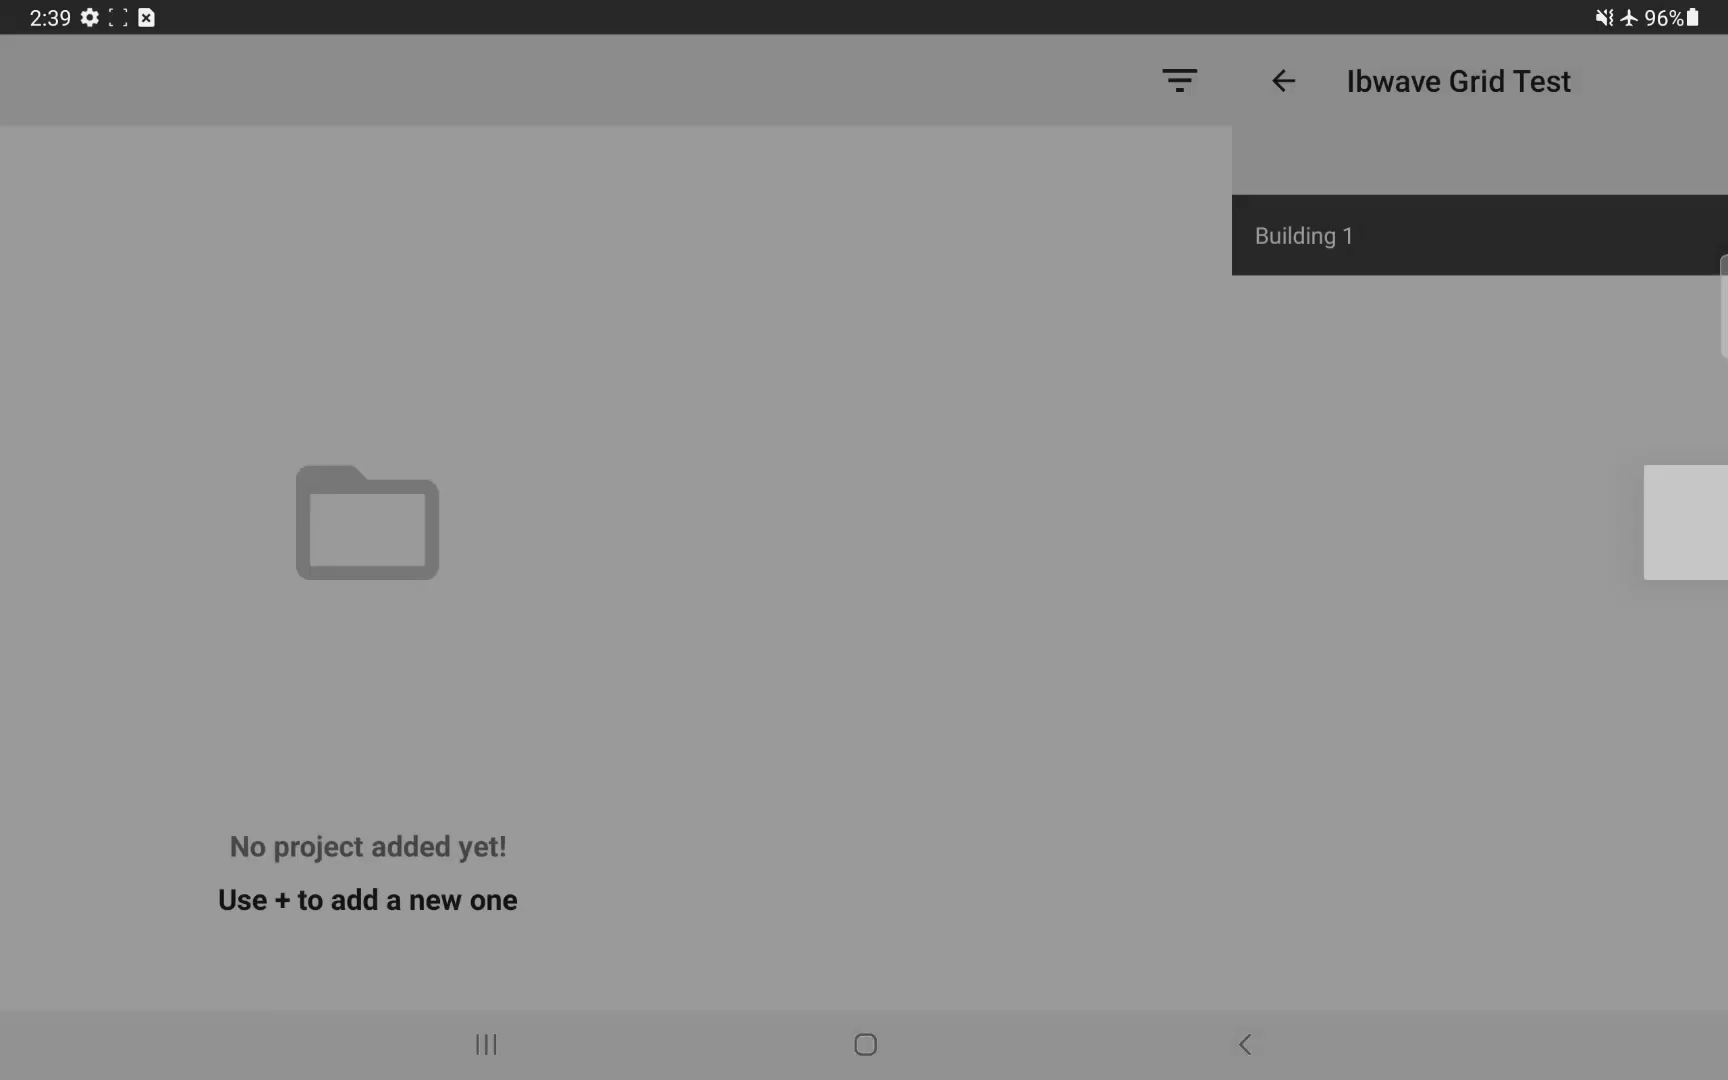 2:39
96%
Ibwave Grid Test
Building 1
No project added yet!
Use + to add a new one